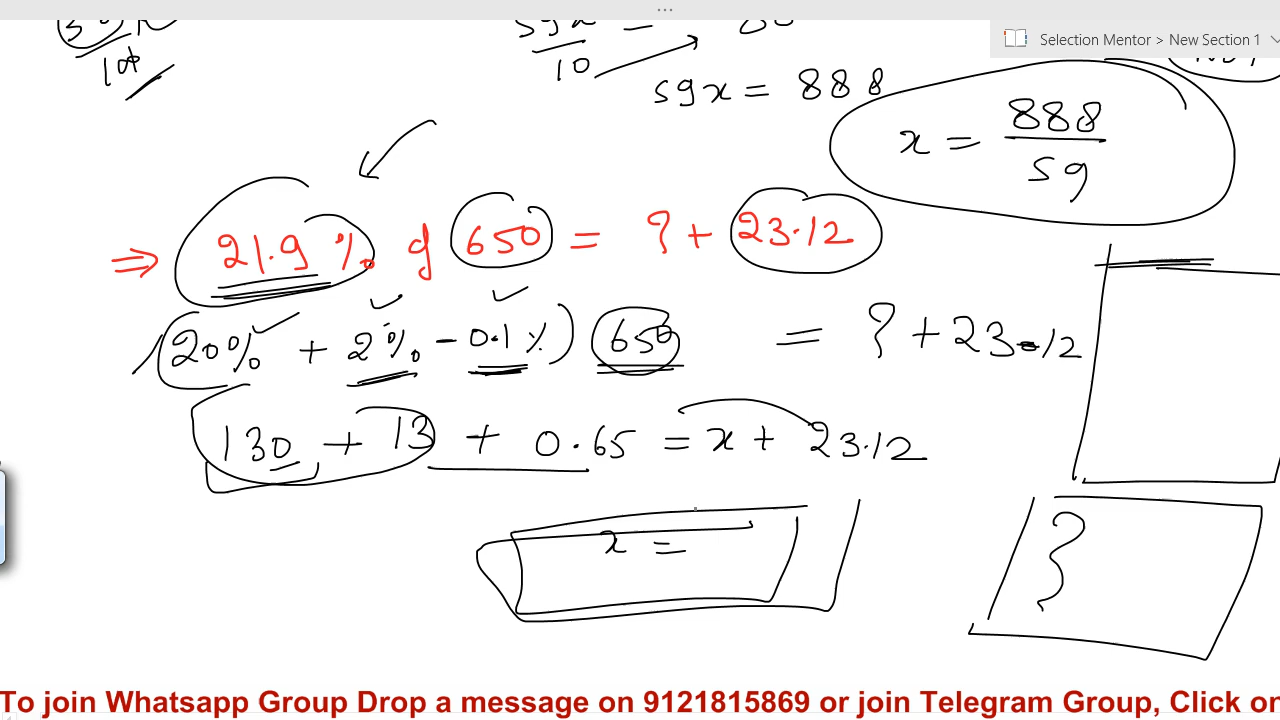 Selection Mentor > New Section 1
10
10
59x = 888
x = 888/59
⇒ 21.9% of 650 = ? + 23.12
(20% + 2% - 0.1%) 650 = ? + 23.12
130 + 13 + 0.65 = x + 23.12
x =
?
To join Whatsapp Group Drop a message on 9121815869 or join Telegram Group, Click on